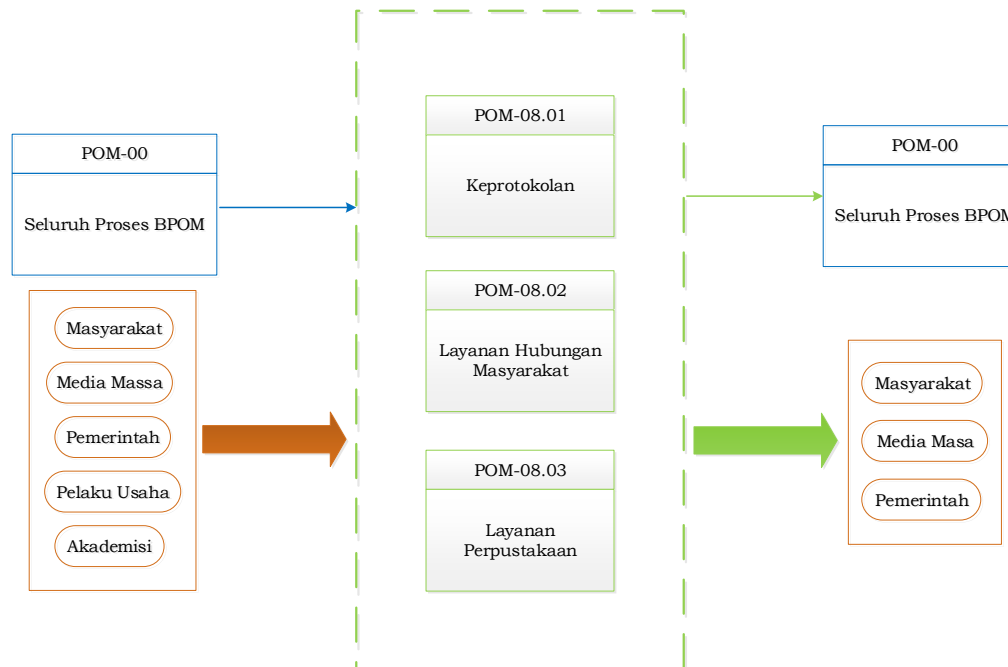 POM-00
Seluruh Proses BPOM
Masyarakat
Media Massa
Pemerintah
Pelaku Usaha
Akademisi
POM-08.01
Keprotokolan
POM-08.02
Layanan Hubungan
Masyarakat
POM-08.03
Layanan
Perpustakaan
POM-00
Seluruh Proses BPOM
Masyarakat
Media Masa
Pemerintah